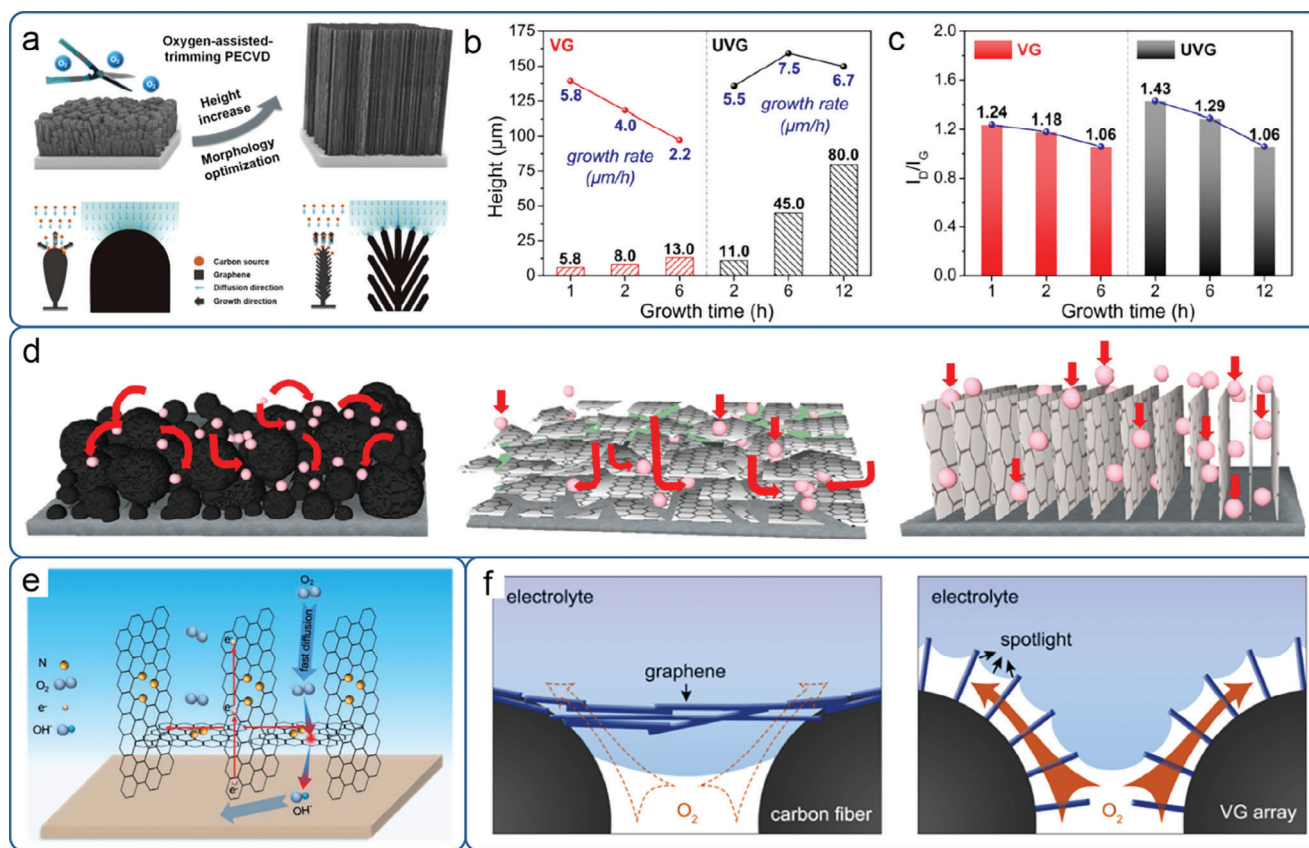 a
Oxygen-assisted-
trimming PECVD
O₂
O₂
O₂
Height
increase
Morphology
optimization
Carbon source
Graphene
Diffusion direction
Growth direction
b
VG
UVG
175
150
125
100
75
50
25
0
Height (μm)
5.8
4.0
2.2
growth rate
(μm/h)
5.5
7.5
6.7
growth rate
(μm/h)
5.8
8.0
13.0
11.0
45.0
80.0
1
2
6
2
6
12
Growth time (h)
c
VG
UVG
2.0
1.6
1.2
0.8
0.4
0.0
I_D/I_G
1.24
1.18
1.06
1.43
1.29
1.06
1
2
6
2
6
12
Growth time (h)
d
e
O₂
fast diffusion
N
O₂
e-
OH-
e-
e-
e-
OH-
f
electrolyte
graphene
O₂
carbon fiber
electrolyte
spotlight
O₂
VG array